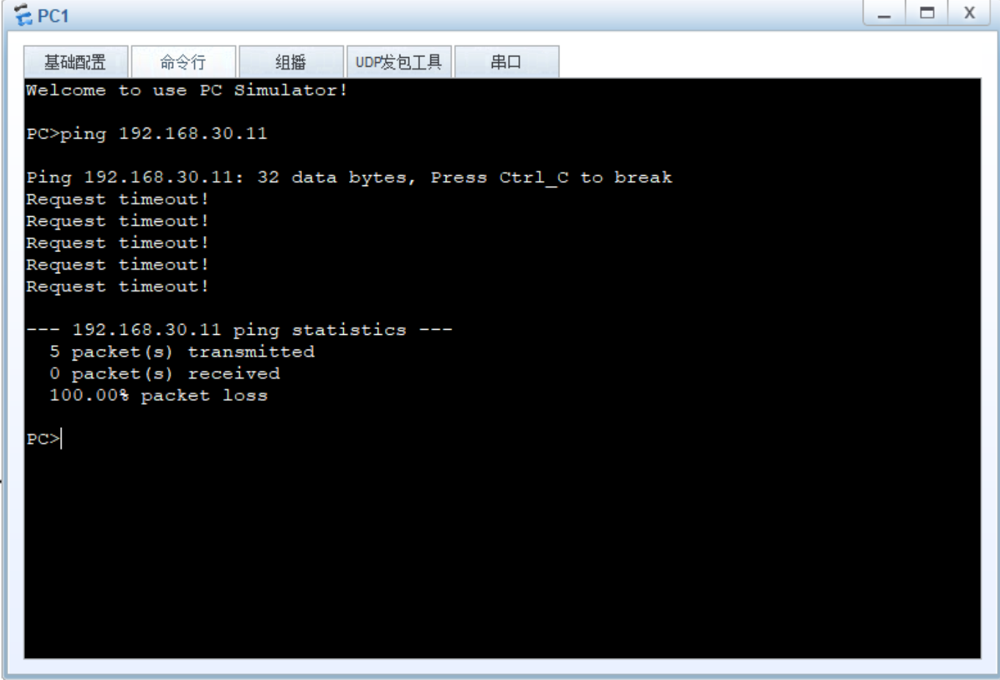 PC1
基础配置 命令行 组播 UDP发包工具 串口
Welcome to use PC Simulator!
PC>ping 192.168.30.11
Ping 192.168.30.11: 32 data bytes, Press Ctrl_C to break
Request timeout!
Request timeout!
Request timeout!
Request timeout!
Request timeout!
--- 192.168.30.11 ping statistics ---
5 packet(s) transmitted
0 packet(s) received
100.00% packet loss
PC>